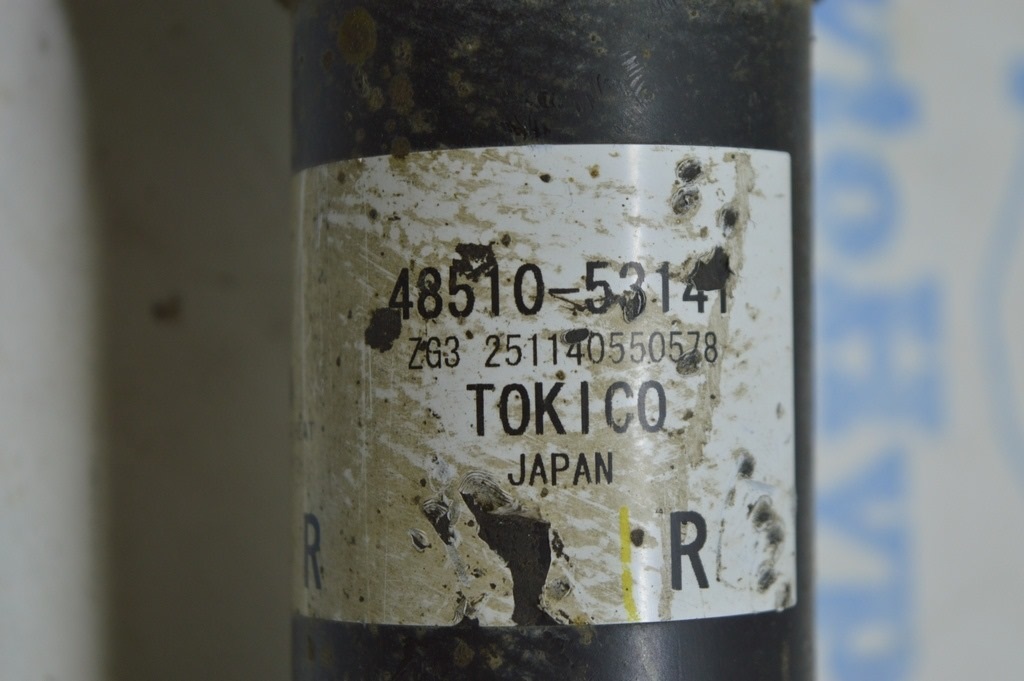 48510-53141
ZG3 251140550578
TOKICO
JAPAN
R R